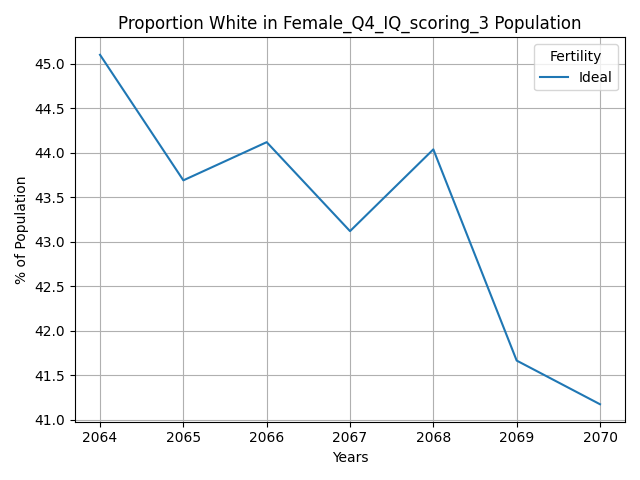 Proportion White in Female_Q4_IQ_scoring_3 Population
Fertility
Ideal
% of Population
45.0
44.5
44.0
43.5
43.0
42.5
42.0
41.5
41.0
2064 2065 2066 2067 2068 2069 2070
Years